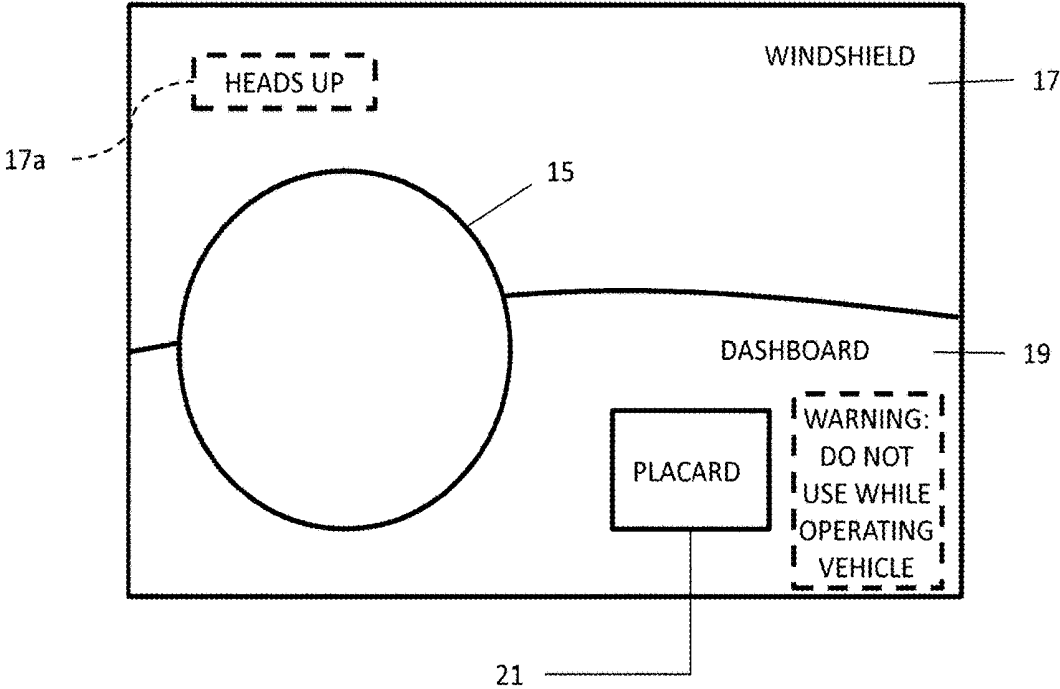 WINDSHIELD
HEADS UP
17
17a
15
DASHBOARD
19
WARNING:
DO NOT
USE WHILE
OPERATING
VEHICLE
PLACARD
21